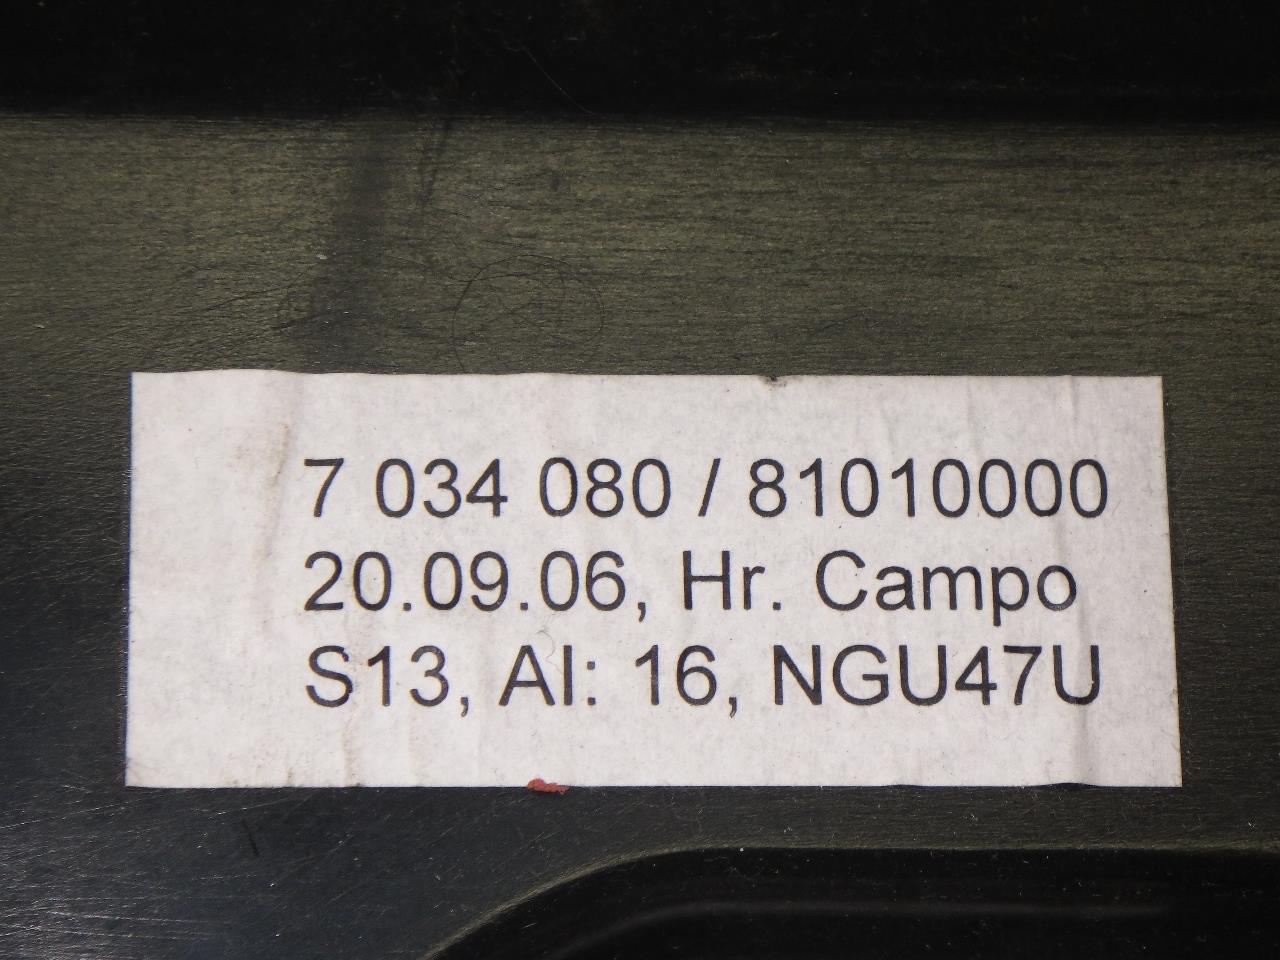 7 034 080 / 81010000
20.09.06, Hr. Campo
S13, AI: 16, NGU47U